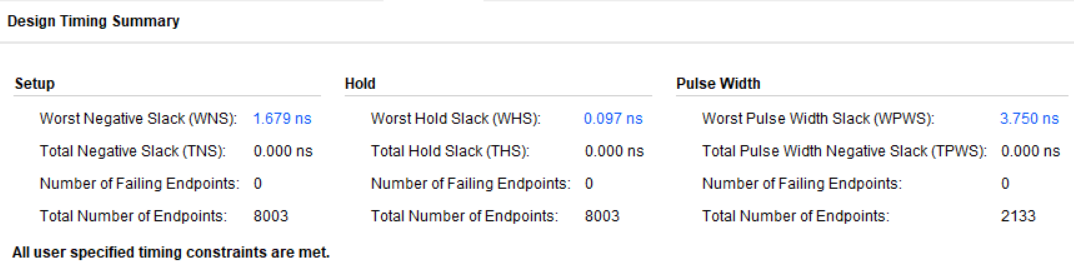 Design Timing Summary
Setup Hold Pulse Width
Worst Negative Slack (WNS): 1.679 ns Worst Hold Slack (WHS): 0.097 ns Worst Pulse Width Slack (WPWS): 3.750 ns
Total Negative Slack (TNS): 0.000 ns Total Hold Slack (THS): 0.000 ns Total Pulse Width Negative Slack (TPWS): 0.000 ns
Number of Failing Endpoints: 0 Number of Failing Endpoints: 0 Number of Failing Endpoints: 0
Total Number of Endpoints: 8003 Total Number of Endpoints: 8003 Total Number of Endpoints: 2133
All user specified timing constraints are met.